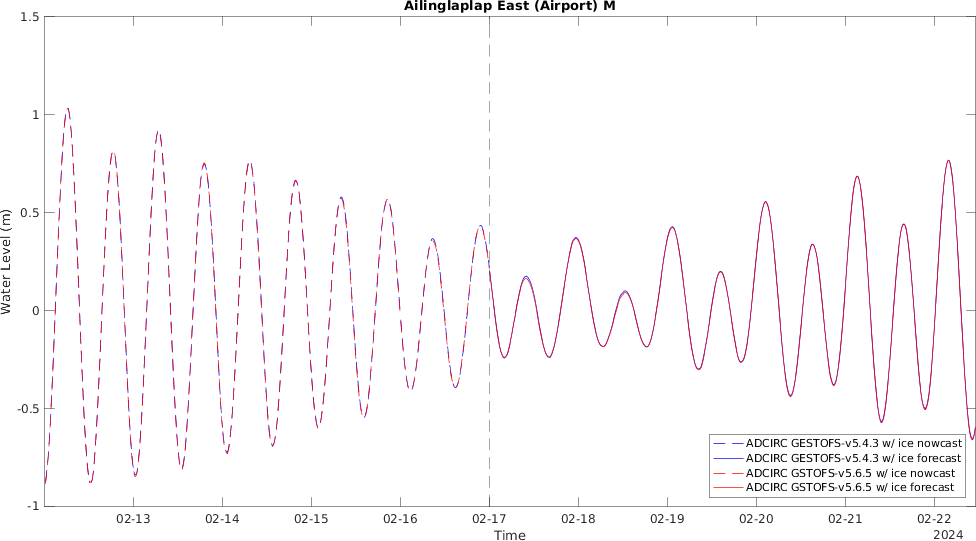 Ailinglaplap East (Airport) M
1.5
1
0.5
0
-0.5
-1
Water Level (m)
02-13 02-14 02-15 02-16 02-17 02-18 02-19 02-20 02-21 02-22
Time
2024
ADCIRC GESTOFS-v5.4.3 w/ ice nowcast
ADCIRC GESTOFS-v5.4.3 w/ ice forecast
ADCIRC GSTOFS-v5.6.5 w/ ice nowcast
ADCIRC GSTOFS-v5.6.5 w/ ice forecast